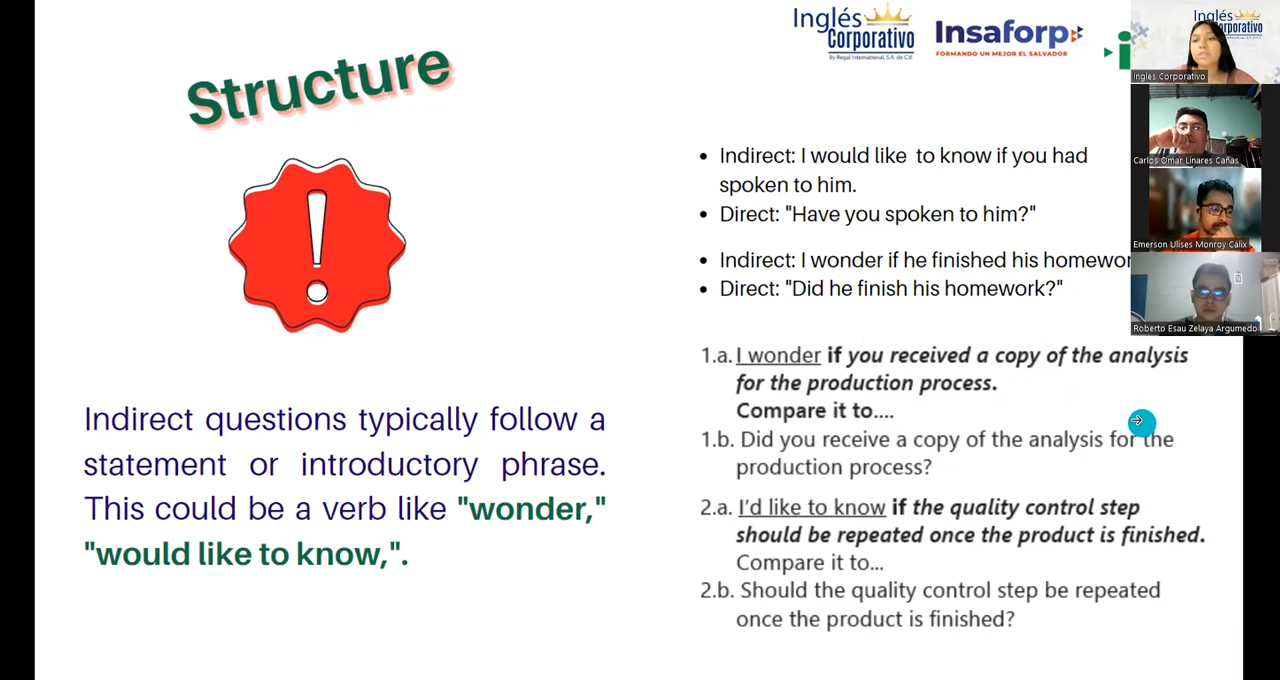 Structure
Indirect questions typically follow a
statement or introductory phrase.
This could be a verb like "wonder,"
"would like to know,".
Inglés
Corporativo
By Regal International, S.A. de C.V.
Insaforp
FORMANDO UN MEJOR EL SALVADOR
i
• Indirect: I would like to know if you had
spoken to him.
• Direct: "Have you spoken to him?"
• Indirect: I wonder if he finished his homewor
• Direct: "Did he finish his homework?"
1.a. I wonder if you received a copy of the analysis
for the production process.
Compare it to....
1.b. Did you receive a copy of the analysis for the
production process?
2.a. I'd like to know if the quality control step
should be repeated once the product is finished.
Compare it to...
2.b. Should the quality control step be repeated
once the product is finished?
Inglés
Corporativo
Ingles Corporativo
Carlos Omar Linares Cañas
Emerson Ulises Monroy Cálix
Roberto Esau Zelaya Argumedo